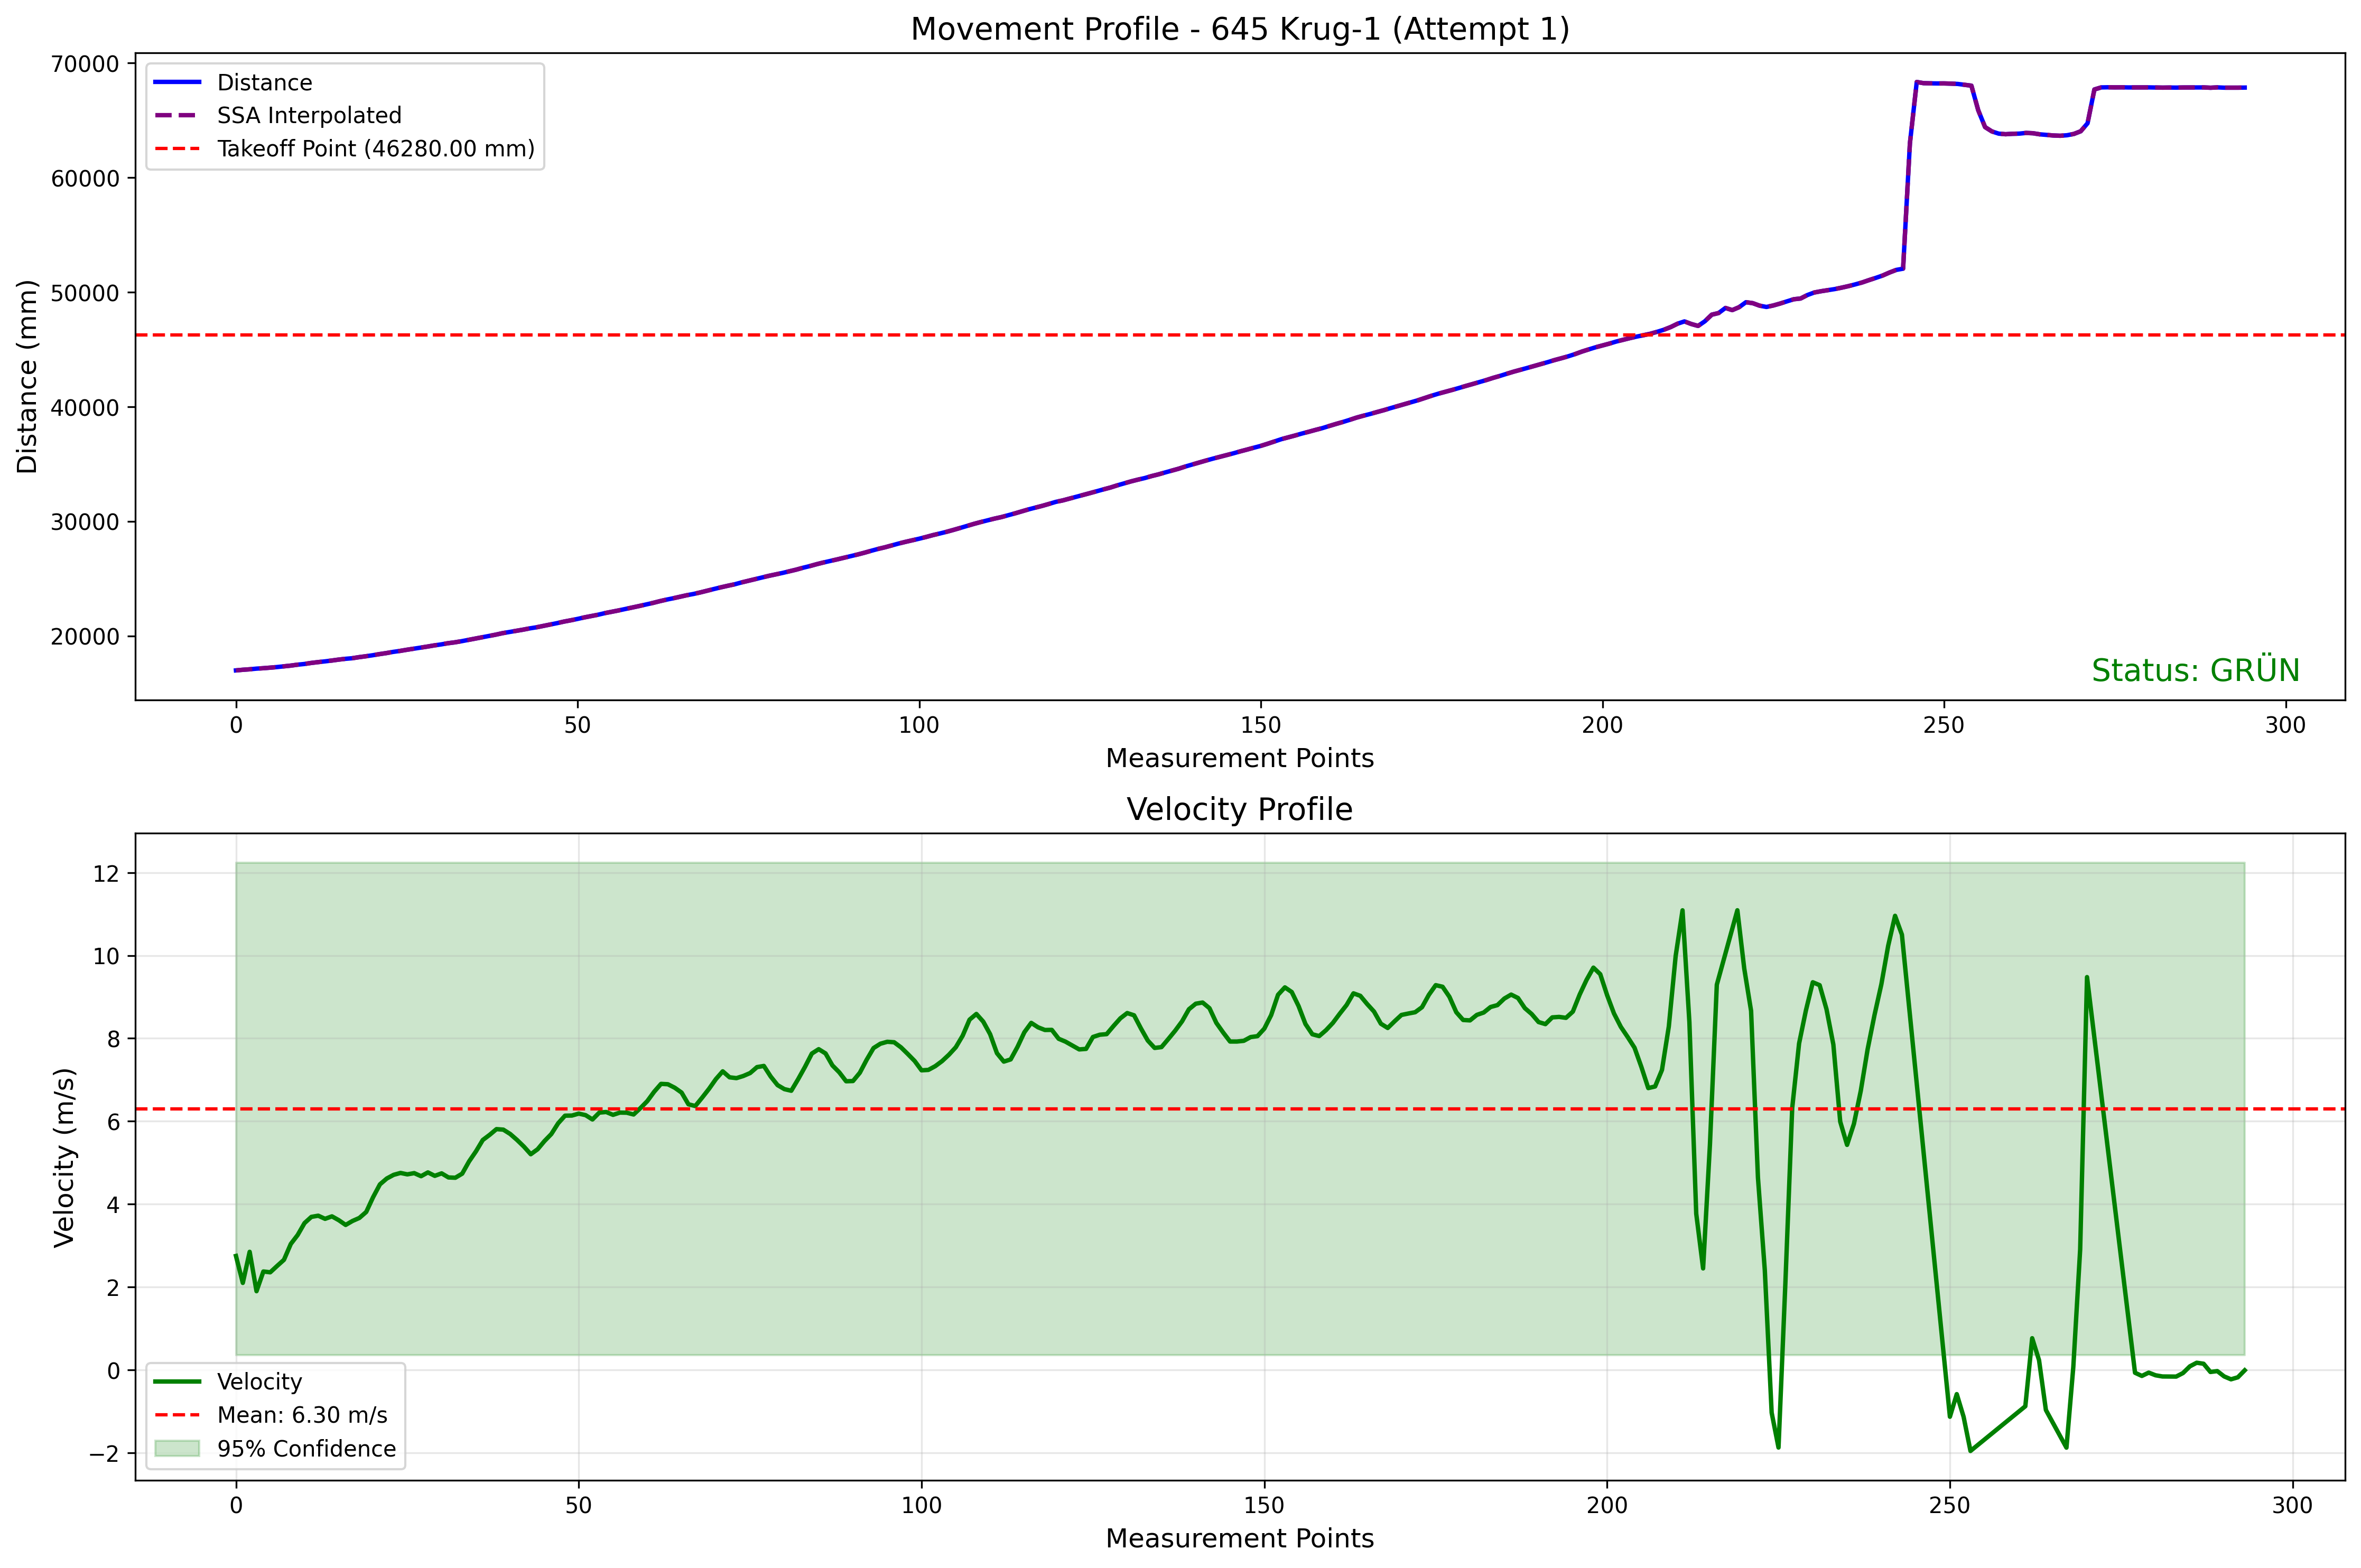 Movement Profile - 645 Krug-1 (Attempt 1)
Distance (mm)
70000
60000
50000
40000
30000
20000
Distance
SSA Interpolated
Takeoff Point (46280.00 mm)
Status: GRÜN
0 50 100 150 200 250 300
Measurement Points
Velocity Profile
Velocity (m/s)
12
10
8
6
4
2
0
−2
Velocity
Mean: 6.30 m/s
95% Confidence
0 50 100 150 200 250 300
Measurement Points